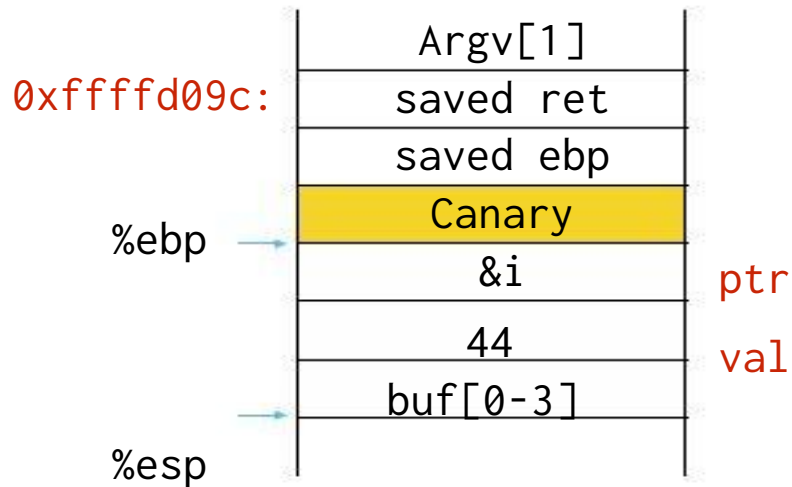 Argv[1]
0xffffd09c:
saved ret
saved ebp
Canary
%ebp
&i
ptr
44
val
buf[0-3]
%esp